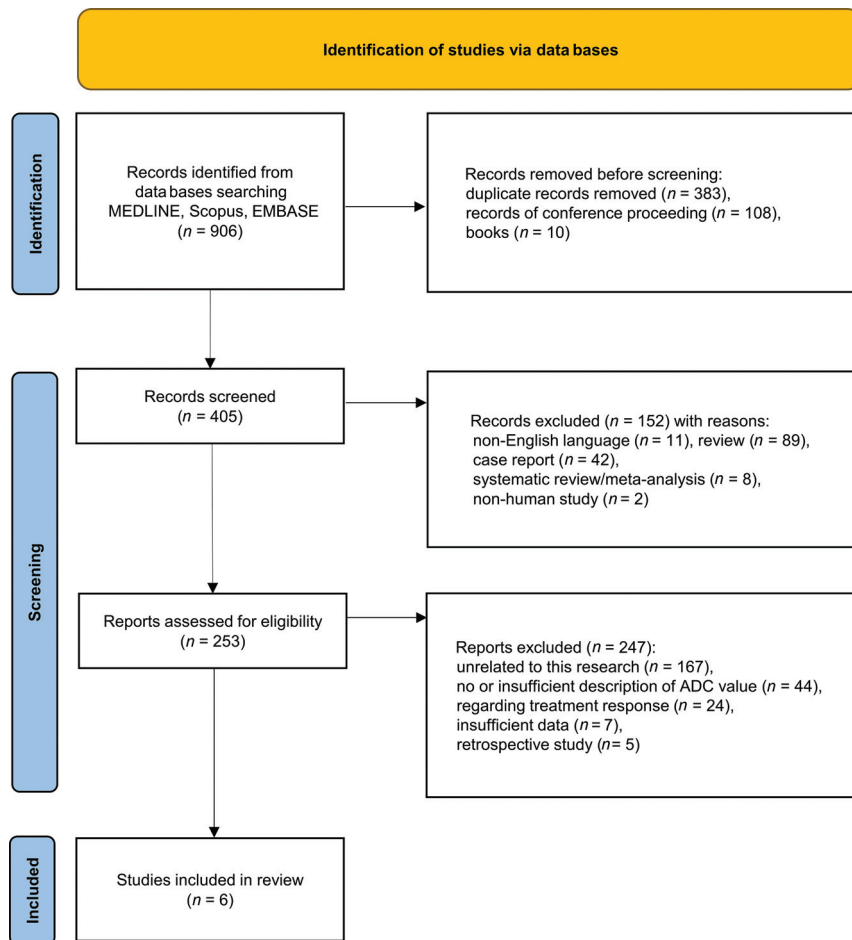 Identification of studies via data bases
Identification
Records identified from
data bases searching
MEDLINE, Scopus, EMBASE
(n = 906)
Records removed before screening:
duplicate records removed (n = 383),
records of conference proceeding (n = 108),
books (n = 10)
Screening
Records screened
(n = 405)
Records excluded (n = 152) with reasons:
non-English language (n = 11), review (n = 89),
case report (n = 42),
systematic review/meta-analysis (n = 8),
non-human study (n = 2)
Reports assessed for eligibility
(n = 253)
Reports excluded (n = 247):
unrelated to this research (n = 167),
no or insufficient description of ADC value (n = 44),
regarding treatment response (n = 24),
insufficient data (n = 7),
retrospective study (n = 5)
Included
Studies included in review
(n = 6)